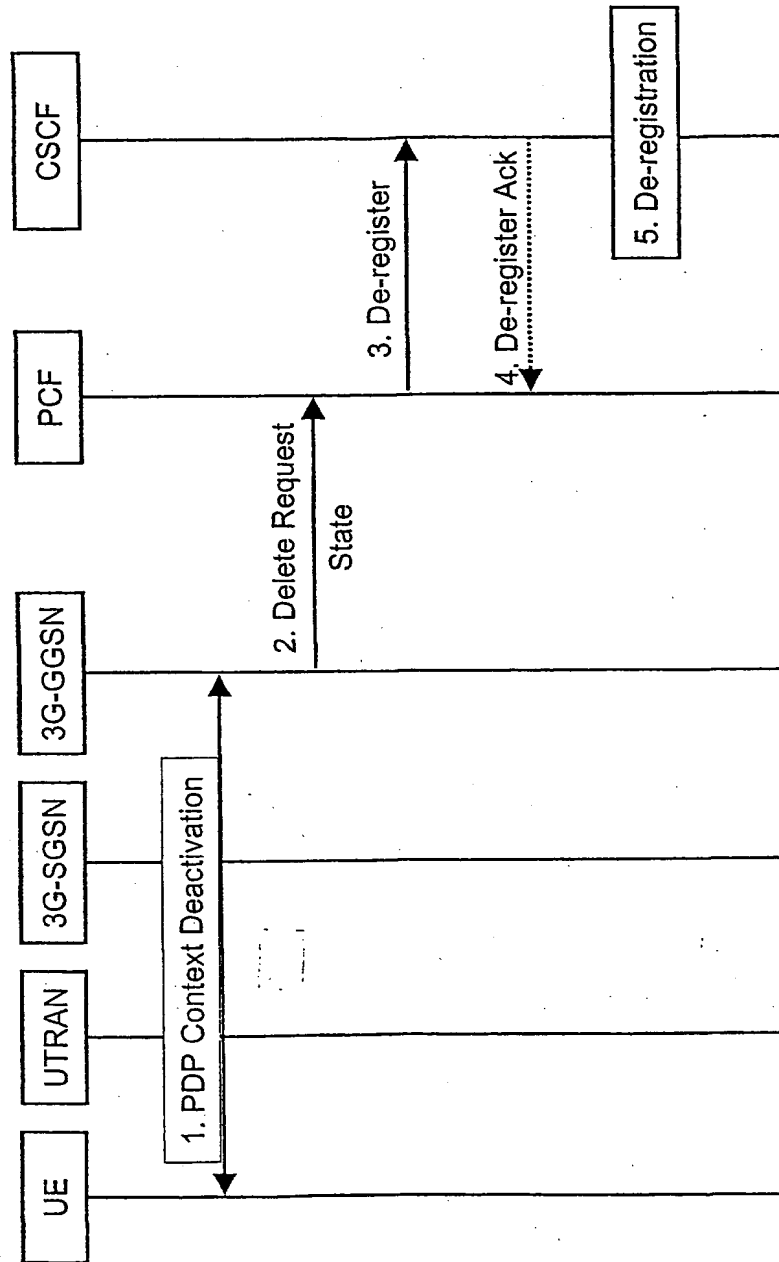 UE
UTRAN
3G-SGSN
3G-GGSN
PCF
CSCF
1. PDP Context Deactivation
2. Delete Request
State
3. De-register
4. De-register Ack
5. De-registration